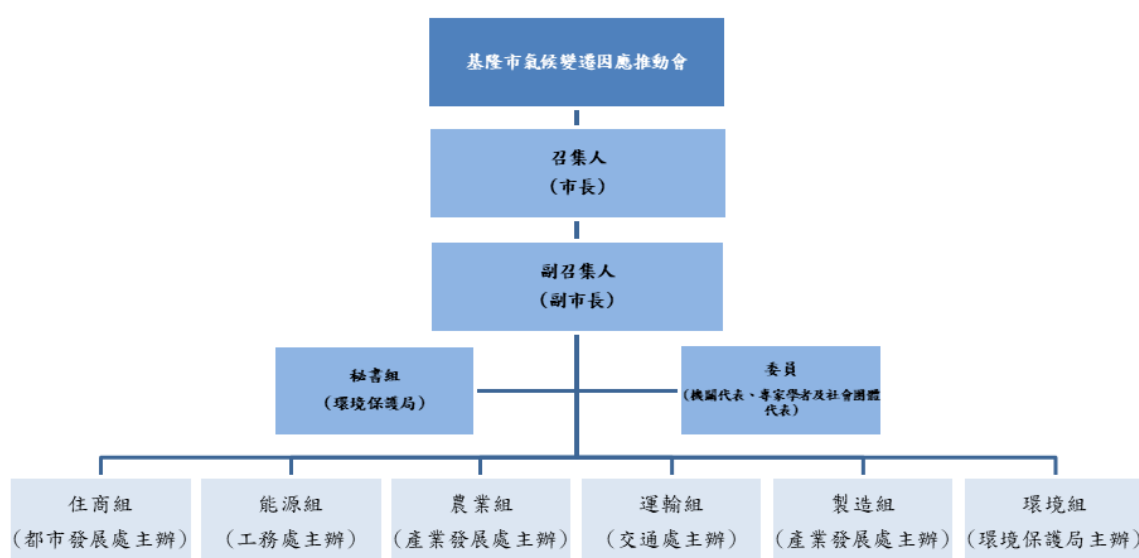 基隆市氣候變遷因應推動會
召集人
(市長)
副召集人
(副市長)
秘書組
(環境保護局)
委員
(機關代表、專家學者及社會團體
代表)
住商組
(都市發展處主辦)
能源組
(工務處主辦)
農業組
(產業發展處主辦)
運輸組
(交通處主辦)
製造組
(產業發展處主辦)
環境組
(環境保護局主辦)